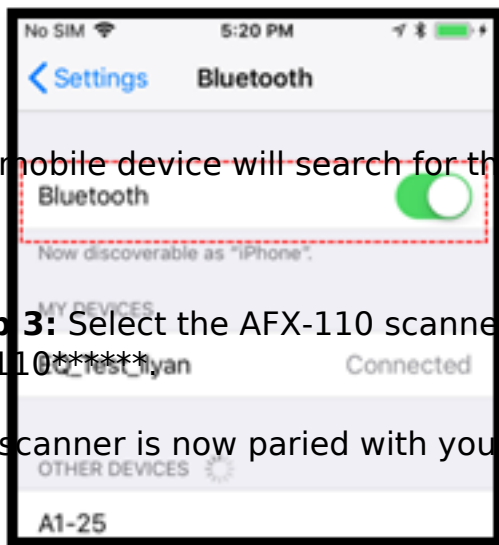 No SIM 5:20 PM
Settings Bluetooth
mobile device will search for th
Bluetooth
Now discoverable as "iPhone".
MY DEVICES
3: Select the AFX-110 scanne
110******.
Connected
scanner is now paried with you
OTHER DEVICES
A1-25